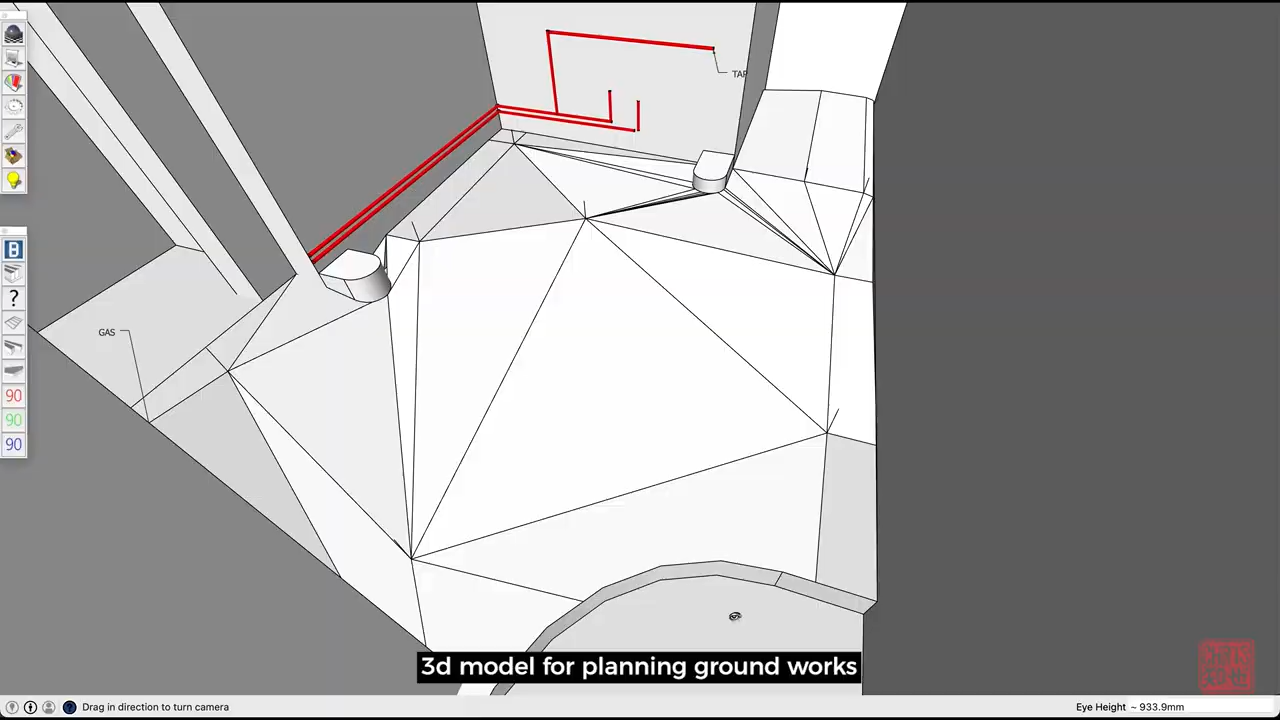 TAP
GAS
B
?
90
90
90
3d model for planning ground works
Drag in direction to turn camera
Eye Height ~ 933.9mm